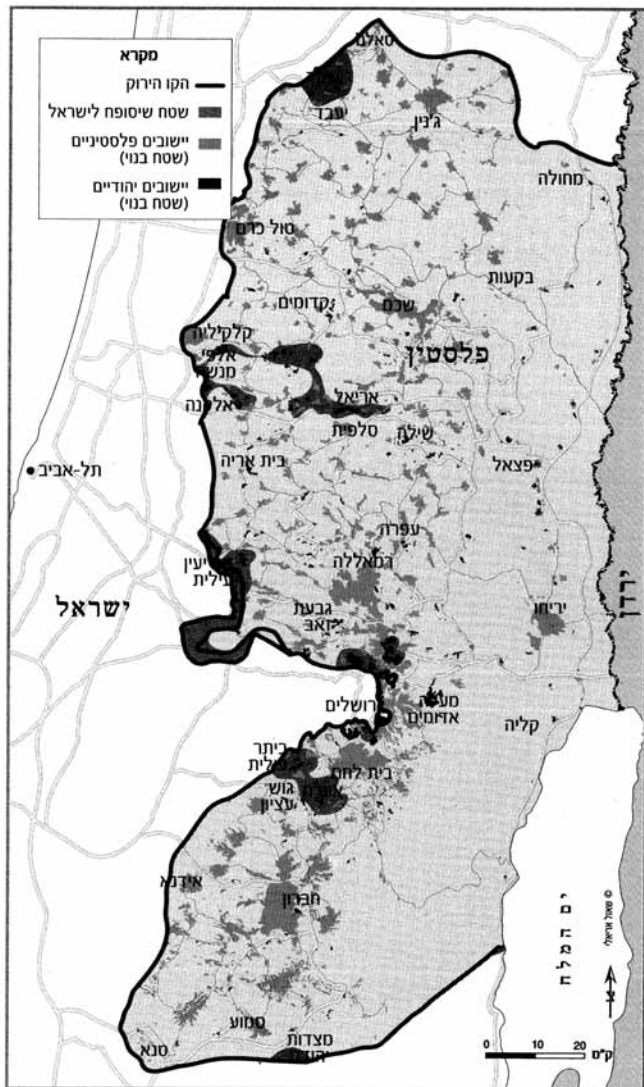 מקרא
הקו הירוק
שטח שיסופח לישראל
יישובים פלסטיניים
(שטח בנוי)
יישובים יהודיים
(שטח בנוי)
סאלם
יעבד
ג'נין
מחולה
טול כרם
בקעות
קדומים
שכם
קלקיליה
אלפי
מנשה
פלסטין
אלקנה
אריאל
סלפית
שילה
תל-אביב
בית אריה
פצאל
עפרה
רמאללה
ישראל
גבעת
זאב
יריחו
ירדן
ירושלים
מעלה
אדומים
קליה
ביתר
עילית
בית לחם
גוש
עציון
אידנא
חברון
ים המלח
© שאול אריאלי
סמוע
סנא
מצדות
יהודה
0 10 20
ק"מ